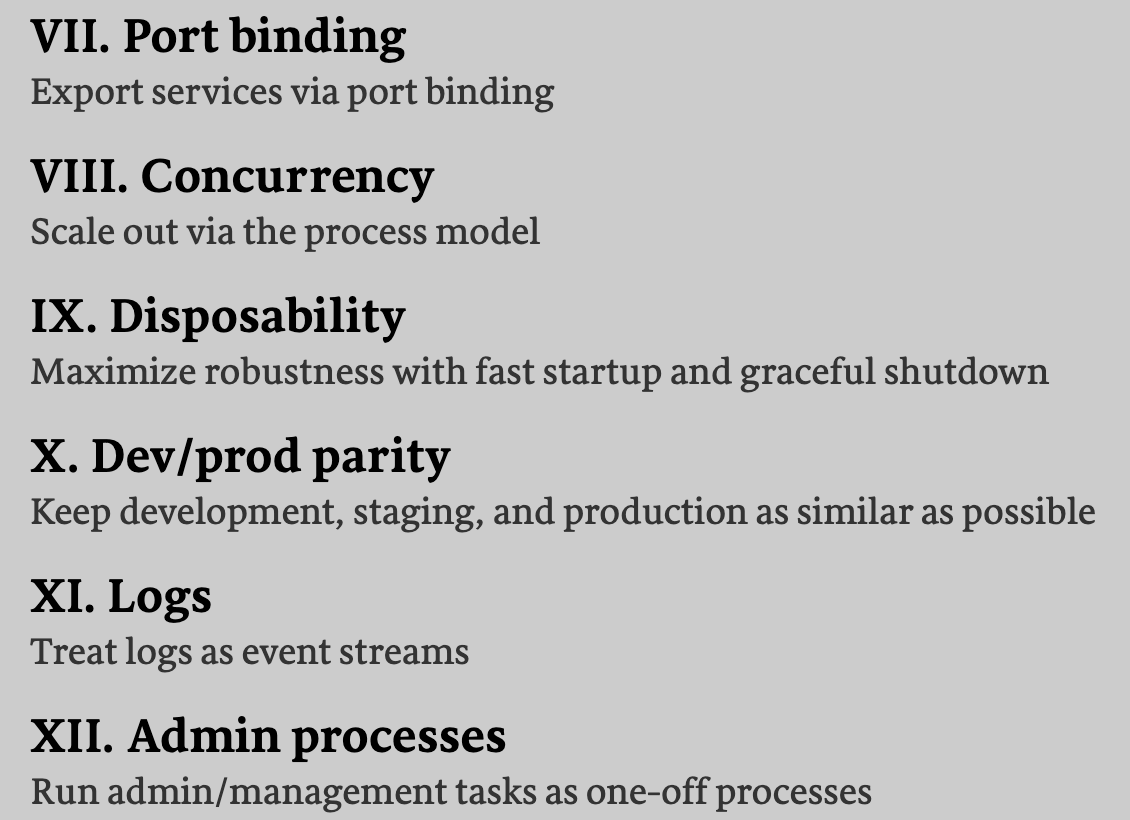 VII. Port binding
Export services via port binding
VIII. Concurrency
Scale out via the process model
IX. Disposability
Maximize robustness with fast startup and graceful shutdown
X. Dev/prod parity
Keep development, staging, and production as similar as possible
XI. Logs
Treat logs as event streams
XII. Admin processes
Run admin/management tasks as one-off processes